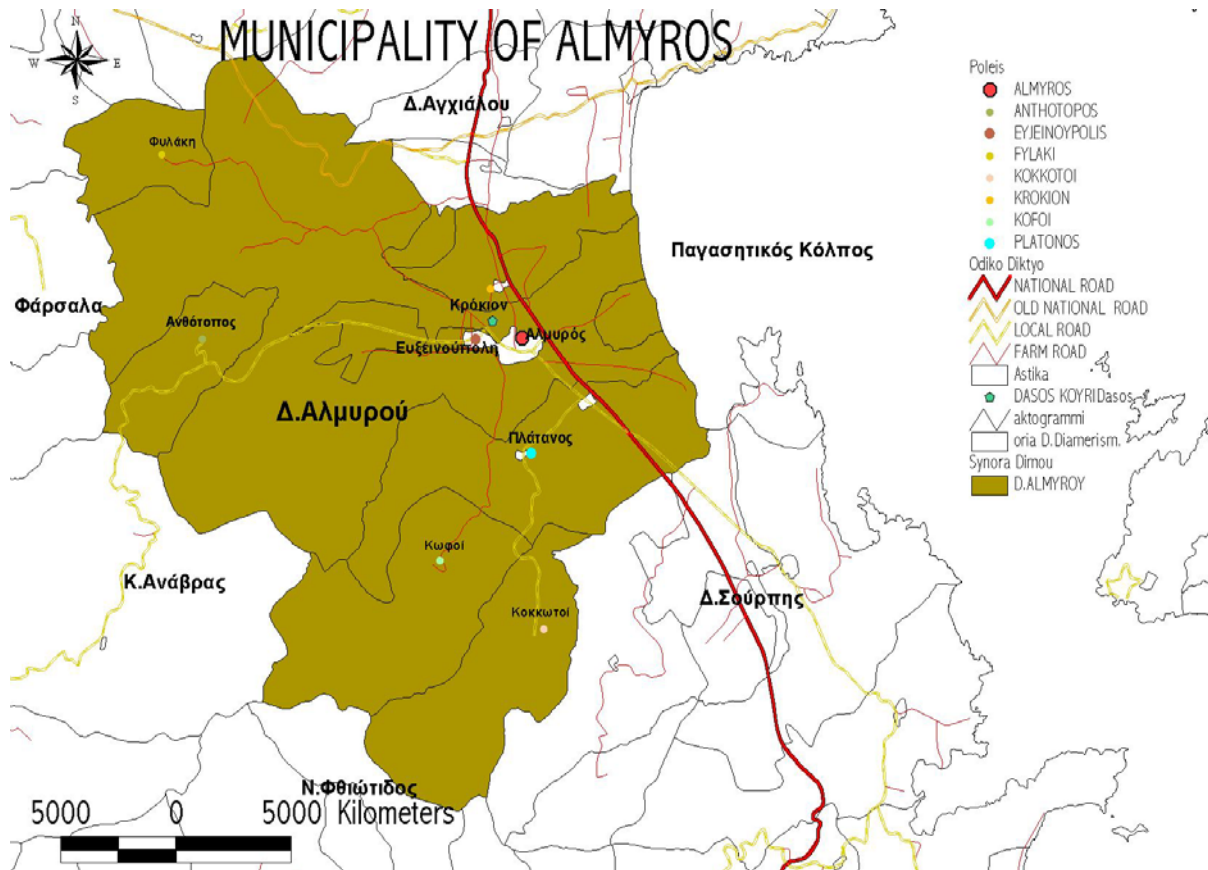 MUNICIPALITY OF ALMYROS
N
W E
S
Δ.Αγχιάλου
Φυλάκη
Παγασητικός Κόλπος
Φάρσαλα
Κρόκιον
Ανθότοπος
Αλμυρός
Ευξεινούπολη
Δ.Αλμυρού
Πλάτανος
Κωφοί
Κ.Ανάβρας
Δ.Σούρπης
Κοκκωτοί
Ν.Φθιώτιδος
5000 0 5000 Kilometers
Poleis
ALMYROS
ANTHOTOPOS
EYJEINOYPOLIS
FYLAKI
KOKKOTOI
KROKION
KOFOI
PLATONOS
Odiko Diktyo
NATIONAL ROAD
OLD NATIONAL ROAD
LOCAL ROAD
FARM ROAD
Astika
DASOS KOYRIDasos
aktogrammi
oria D.Diamerism.
Synora Dimou
D.ALMYROY